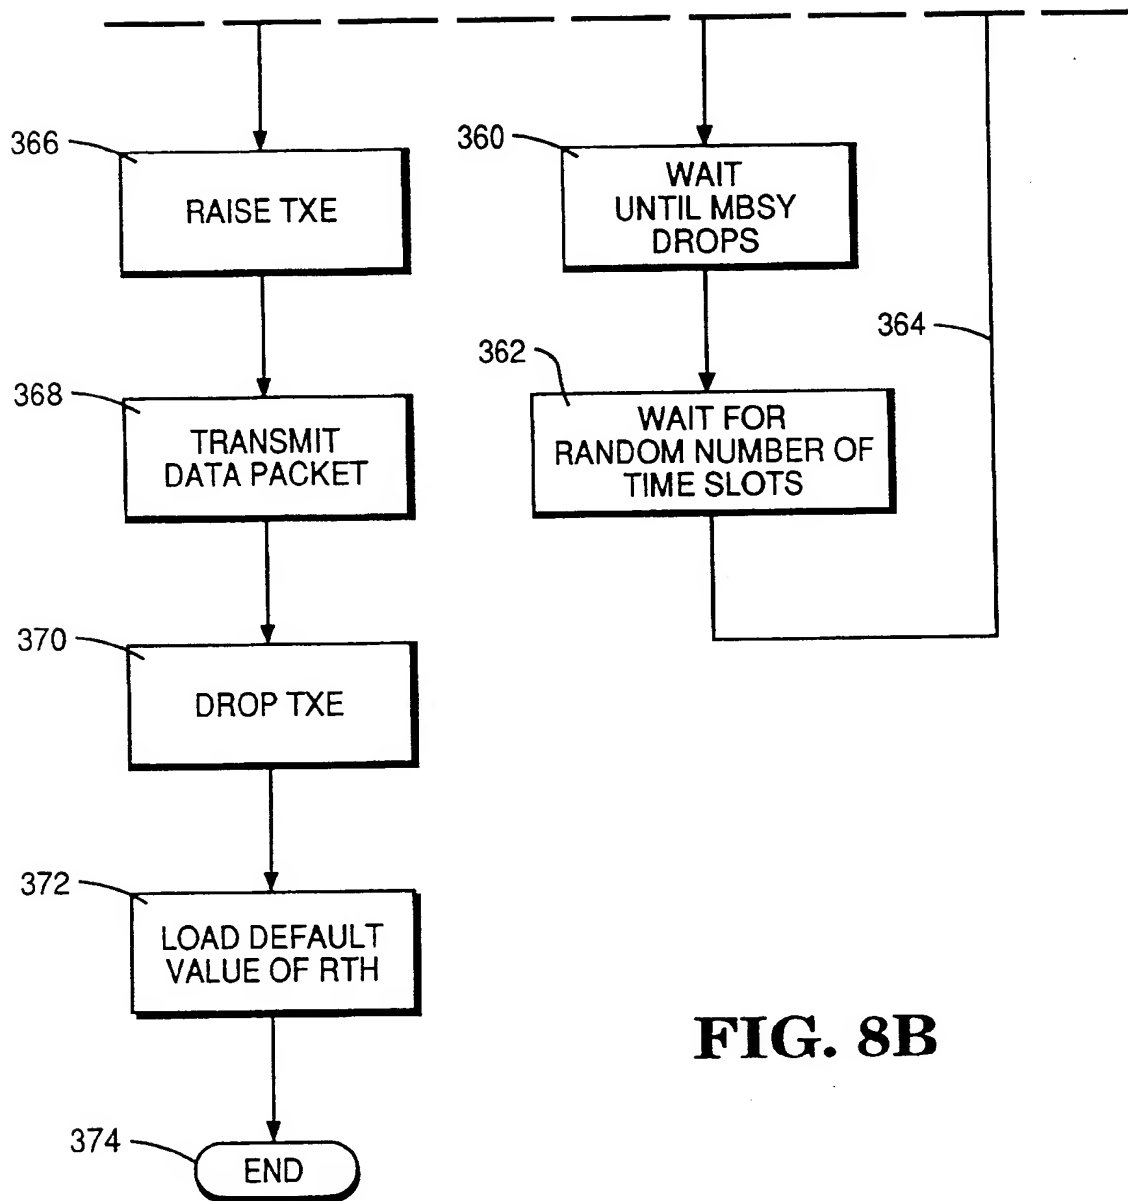 366
RAISE TXE
368
TRANSMIT
DATA PACKET
370
DROP TXE
372
LOAD DEFAULT
VALUE OF RTH
374
END
360
WAIT
UNTIL MBSY
DROPS
362
WAIT FOR
RANDOM NUMBER OF
TIME SLOTS
364
FIG. 8B